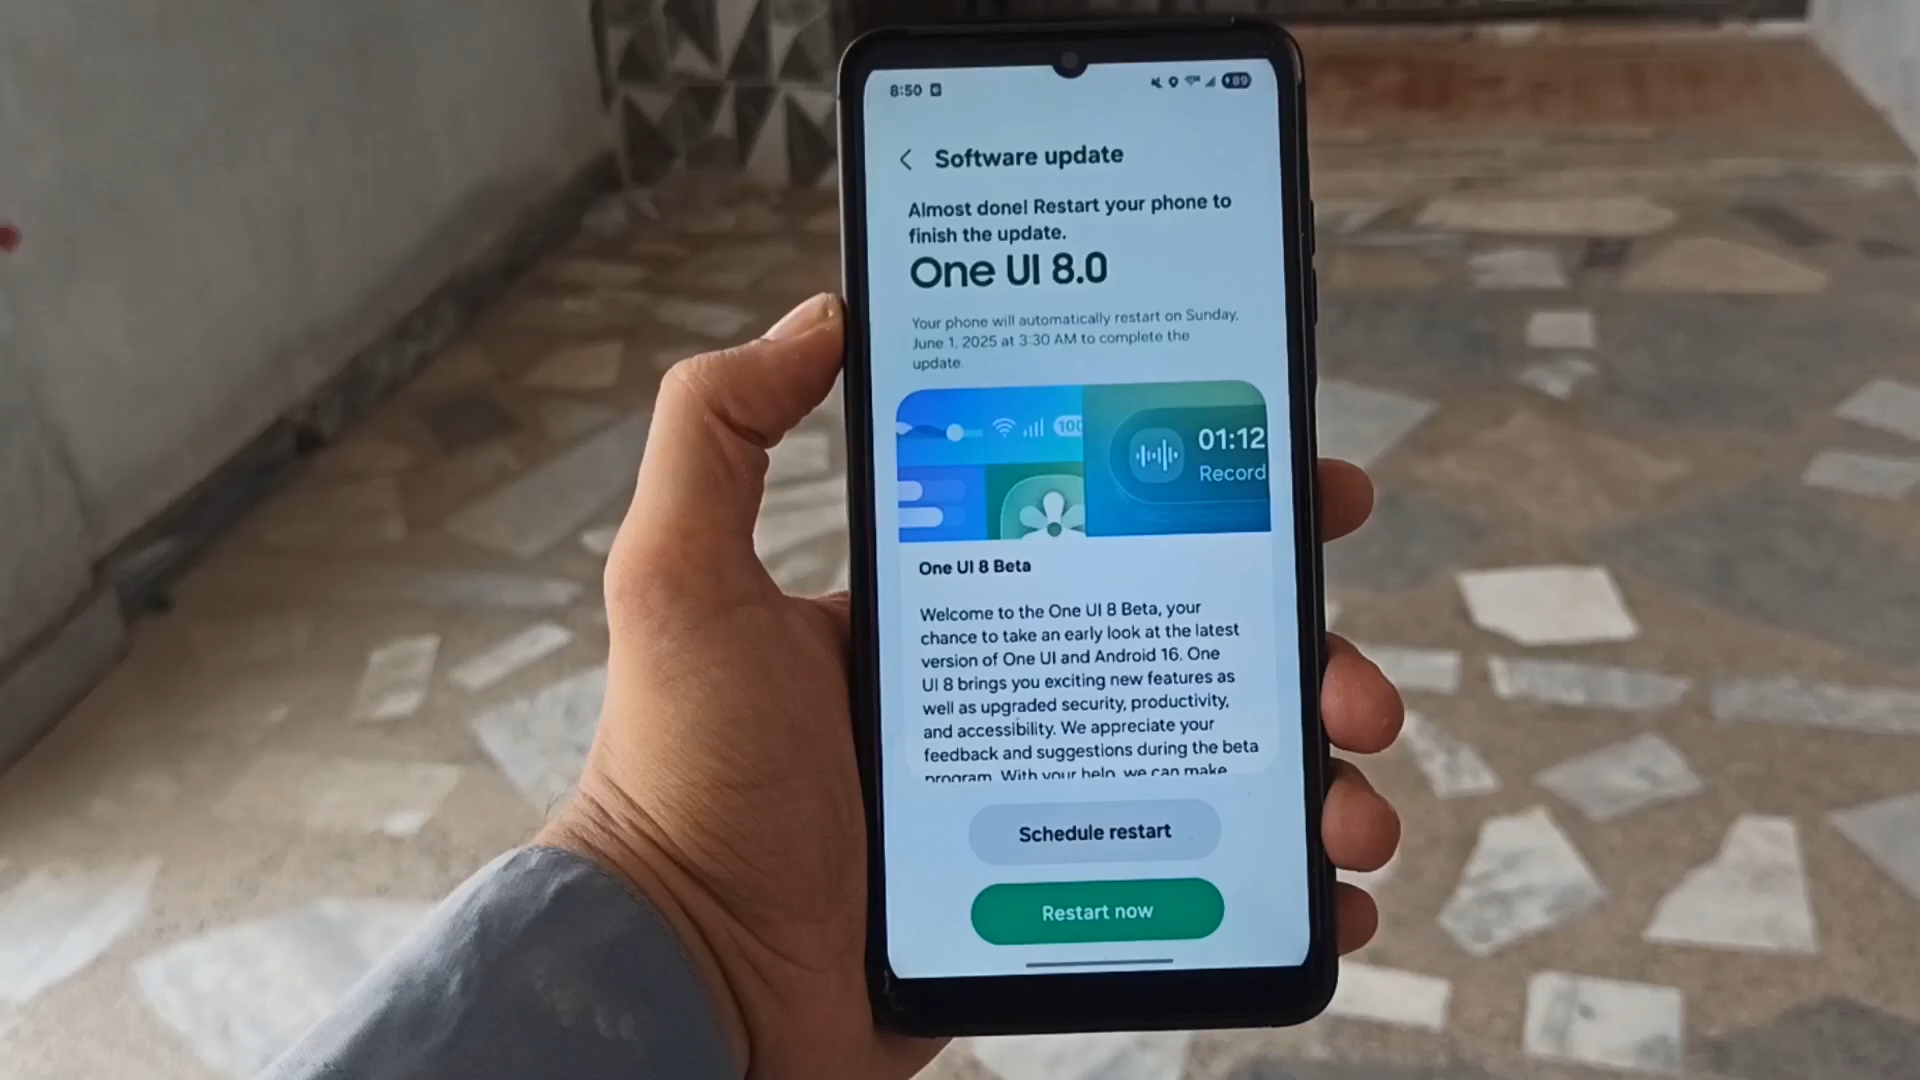 8:50
89
Software update
Almost done! Restart your phone to
finish the update.
One UI 8.0
Your phone will automatically restart on Sunday,
June 1, 2025 at 3:30 AM to complete the
update.
100
01:12
Record
One UI 8 Beta
Welcome to the One UI 8 Beta, your
chance to take an early look at the latest
version of One UI and Android 16. One
UI 8 brings you exciting new features as
well as upgraded security, productivity,
and accessibility. We appreciate your
feedback and suggestions during the beta
program. With your help, we can make
Schedule restart
Restart now